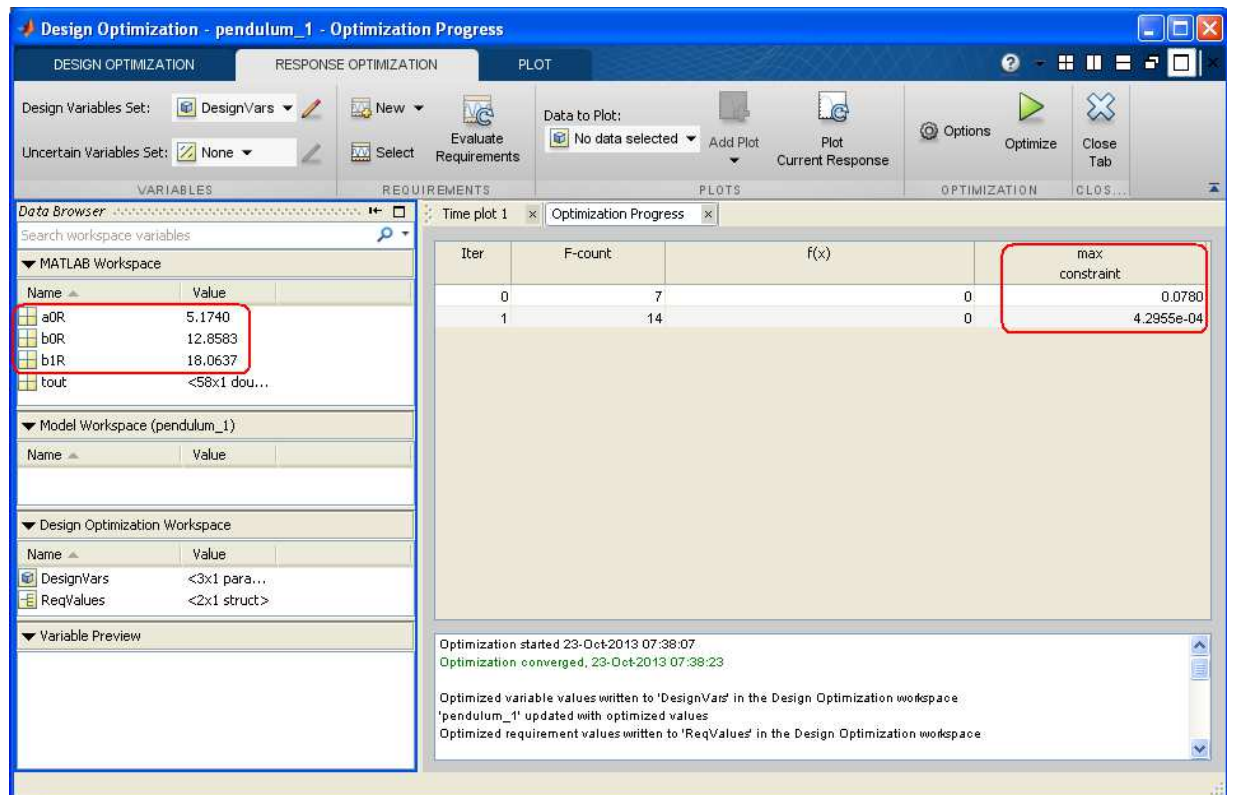 Design Optimization - pendulum_1 - Optimization Progress
DESIGN OPTIMIZATION RESPONSE OPTIMIZATION PLOT
Design Variables Set: DesignVars
Uncertain Variables Set: None
New
Select
Evaluate
Requirements
Data to Plot:
No data selected
Add Plot
Plot
Current Response
Options
Optimize
Close
Tab
VARIABLES REQUIREMENTS PLOTS OPTIMIZATION CLOS...
Data Browser
Search workspace variables
MATLAB Workspace
Name Value
a0R 5.1740
b0R 12.8583
b1R 18.0637
tout <58x1 dou...
Model Workspace (pendulum_1)
Name Value
Design Optimization Workspace
Name Value
DesignVars <3x1 para...
ReqValues <2x1 struct>
Variable Preview
Time plot 1 × Optimization Progress ×
Iter F-count f(x) max
constraint
0 7 0 0.0780
1 14 0 4.2955e-04
Optimization started 23-Oct-2013 07:38:07
Optimization converged, 23-Oct-2013 07:38:23
Optimized variable values written to 'DesignVars' in the Design Optimization workspace
'pendulum_1' updated with optimized values
Optimized requirement values written to 'ReqValues' in the Design Optimization workspace